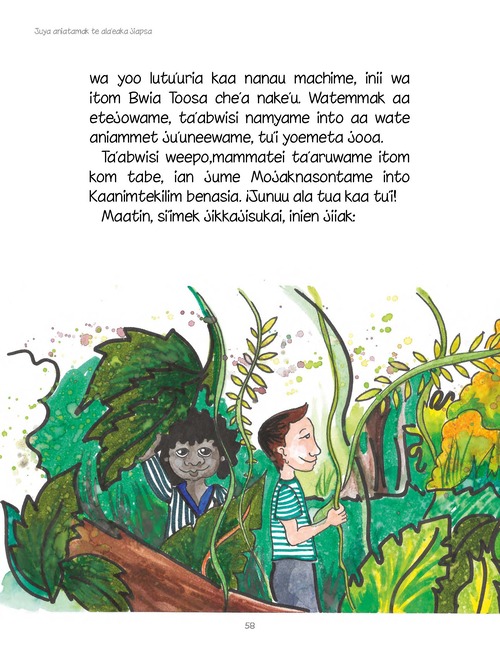 Juya aniatamak te ala'eaka Jiapsa
wa yoo lutu'uria kaa nanau machime, inii wa
itom Bwia Toosa che'a nake'u. Watemmak aa
etejowame, ta'abwisi namyame into aa wate
aniammet ju'uneewame, tu'i yoemeta jooa.
Ta'abwisi weepo,mammatei ta'aruwame itom
kom tabe, ian jume Mojaknasontame into
Kaanimtekilim benasia. ¡Junuu ala tua kaa tu'i!
Maatin, si'imek jikkajisukai, inien jiiak:
58